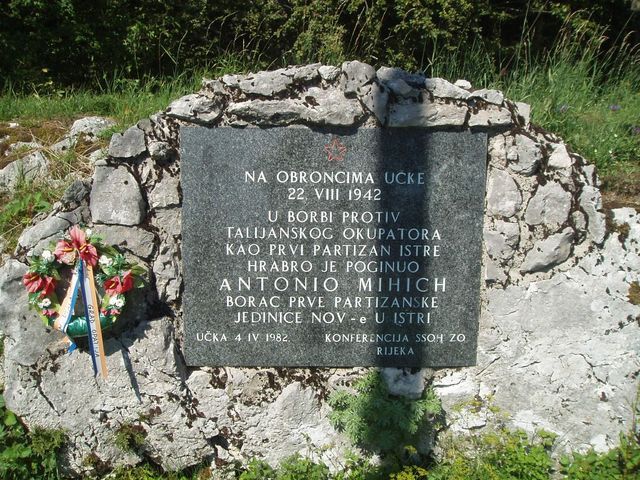 NA OBRONCIMA UČKE
22. VIII 1942
U BORBI PROTIV
TALIJANSKOG OKUPATORA
KAO PRVI PARTIZAN ISTRE
HRABRO JE POGINUO
ANTONIO MIHICH
BORAC PRVE PARTIZANSKE
JEDINICE NOV-e U ISTRI
UČKA 4 IV 1982. KONFERENCIJA SSOH ZO
RIJEKA